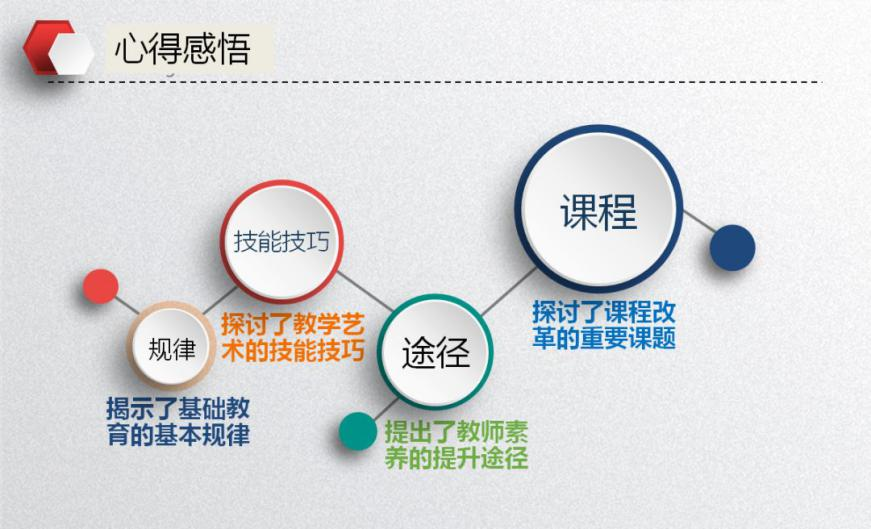 心得感悟
规律
揭示了基础教
育的基本规律
技能技巧
探讨了教学艺
术的技能技巧
途径
提出了教师素
养的提升途径
课程
探讨了课程改
革的重要课题